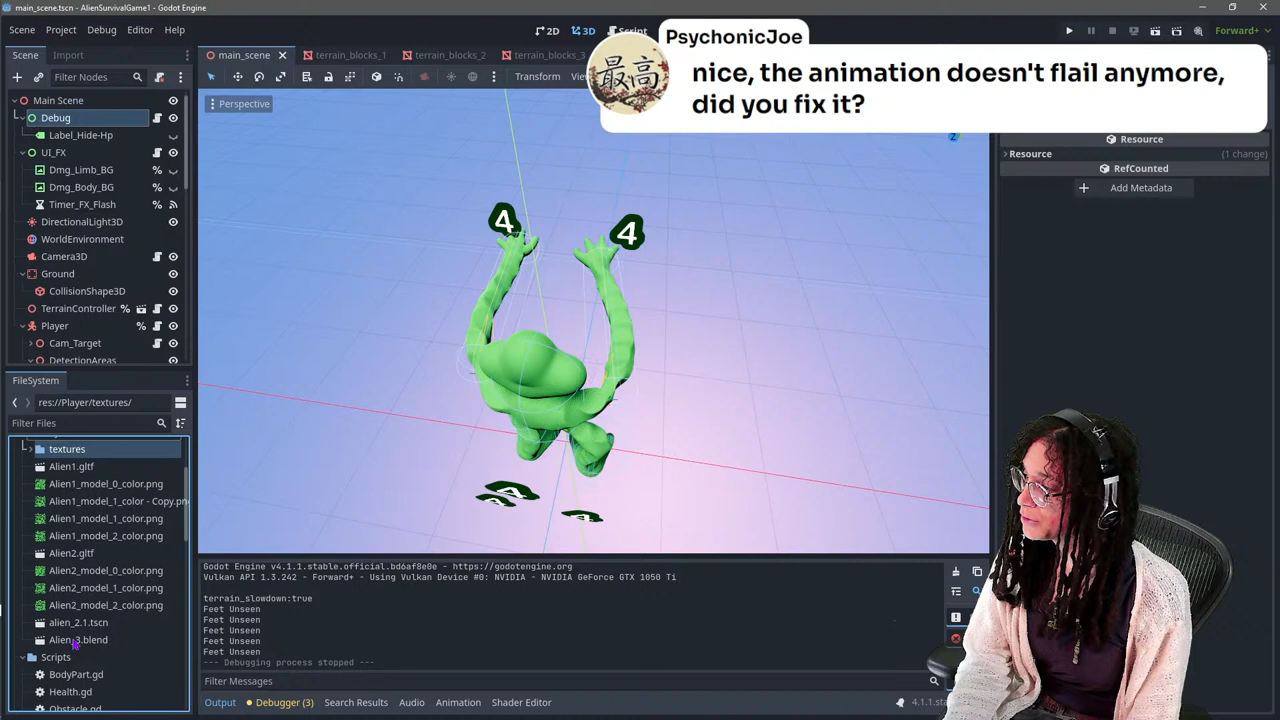 main_scene.tscn - AlienSurvivalGame1 - Godot Engine
Scene Project Debug Editor Help
2D 3D Script
Forward+
PsychonicJoe
最高
nice, the animation doesn't flail anymore,
did you fix it?
Scene Import
main_scene terrain_blocks_1 terrain_blocks_2 terrain_blocks_3
Filter Nodes
Transform
Perspective
Main Scene
Debug
Label_Hide-Hp
UI_FX
Dmg_Limb_BG
Dmg_Body_BG
Timer_FX_Flash
DirectionalLight3D
WorldEnvironment
Camera3D
Ground
CollisionShape3D
TerrainController
Player
Cam_Target
DetectionAreas
4
4
Z
Resource
Resource (1 change)
RefCounted
Add Metadata
FileSystem
res://Player/textures/
Filter Files
textures
Alien1.gltf
Alien1_model_0_color.png
Alien1_model_1_color - Copy.png
Alien1_model_1_color.png
Alien1_model_2_color.png
Alien2.gltf
Alien2_model_0_color.png
Alien2_model_1_color.png
Alien2_model_2_color.png
alien_2.1.tscn
Alien_3.blend
Scripts
BodyPart.gd
Health.gd
Obstacle.gd
Godot Engine v4.1.1.stable.official.bd6af8e0e - https://godotengine.org
Vulkan API 1.3.242 - Forward+ - Using Vulkan Device #0: NVIDIA - NVIDIA GeForce GTX 1050 Ti
terrain_slowdown:true
Feet Unseen
Feet Unseen
Feet Unseen
Feet Unseen
Feet Unseen
--- Debugging process stopped ---
Filter Messages
Output Debugger (3) Search Results Audio Animation Shader Editor
4.1.1.sta